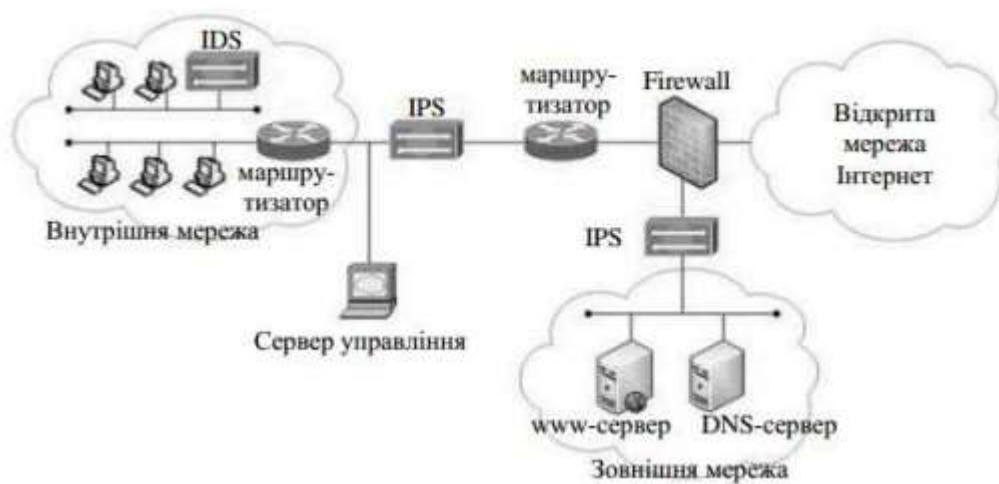 IDS
маршру-
тизатор
Внутрішня мережа
IPS
маршру-
тизатор
Firewall
Відкрита
мережа
Інтернет
Сервер управління
IPS
www-сервер
DNS-сервер
Зовнішня мережа